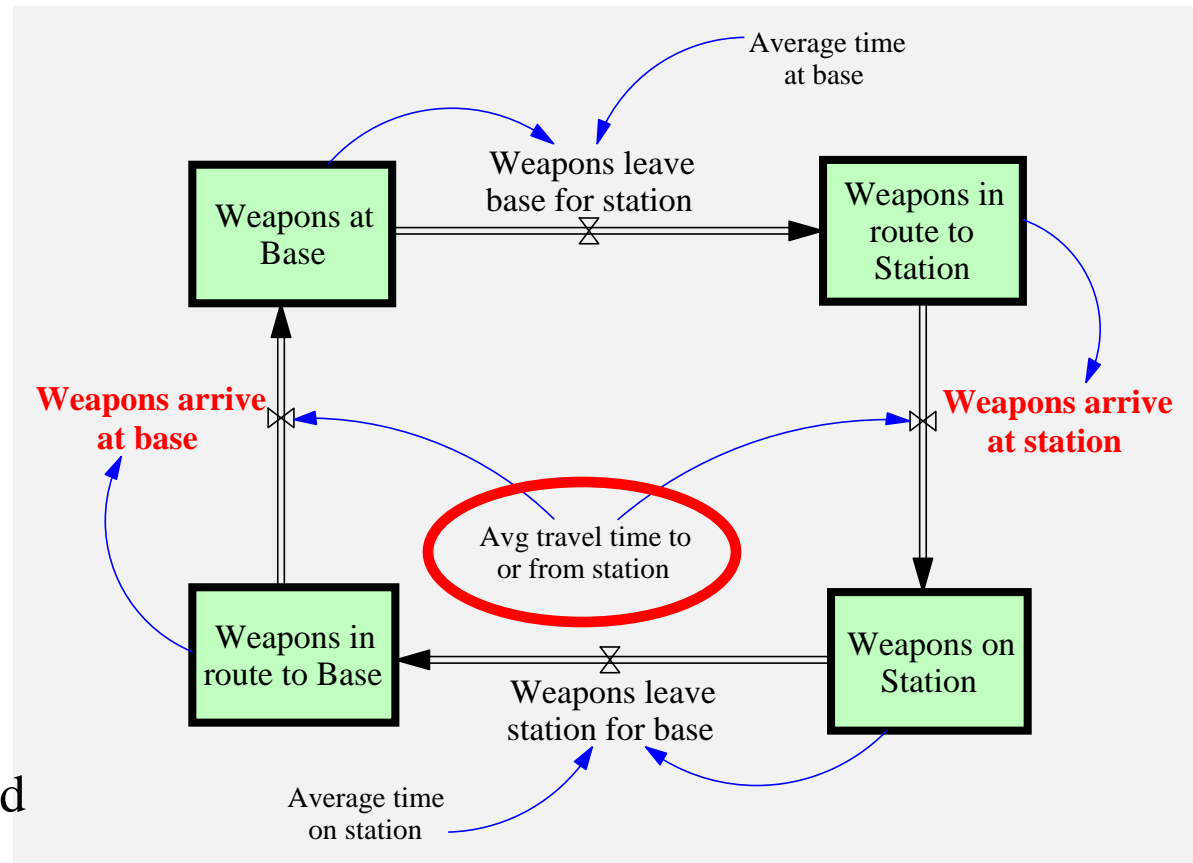 Average time
at base
Weapons leave
base for station
Weapons at
Base
Weapons in
route to
Station
Weapons arrive
at base
Weapons arrive
at station
Avg travel time to
or from station
Weapons in
route to Base
Weapons on
Station
Weapons leave
station for base
d
Average time
on station